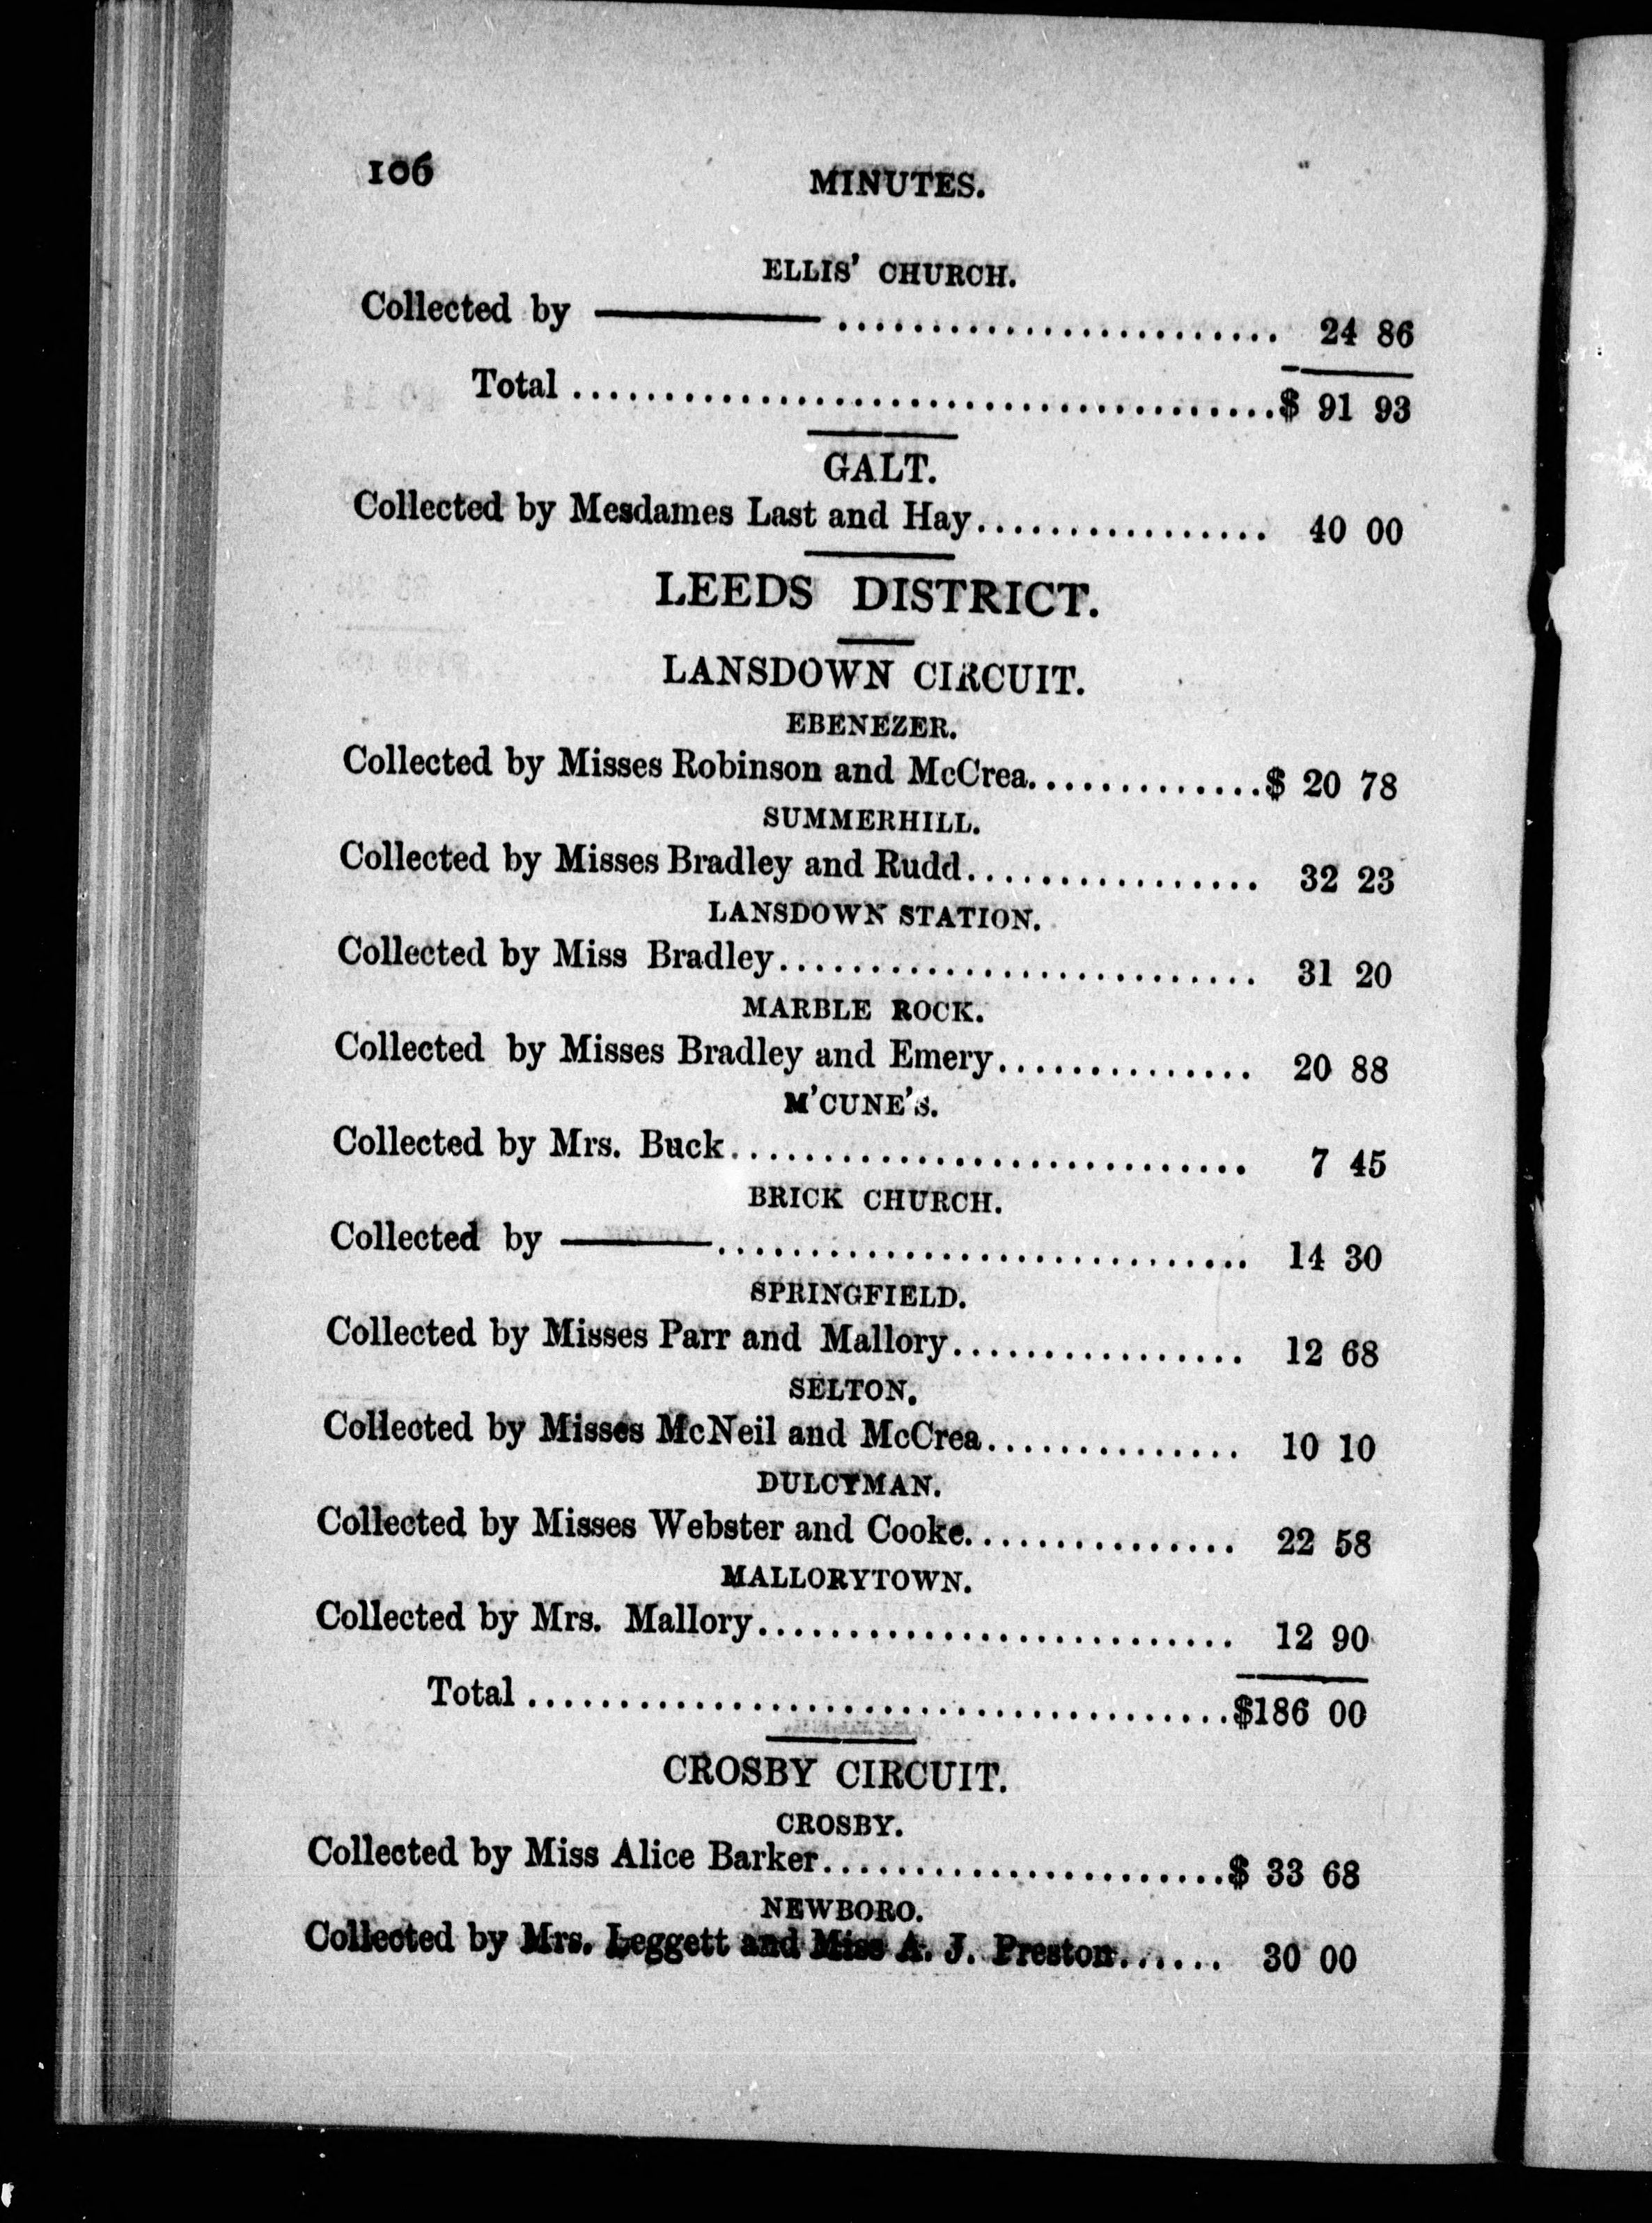 106 MINUTES.
ELLIS' CHURCH.
Collected by ——— ........................ 24 86
Total .......................................$ 91 93
GALT.
Collected by Mesdames Last and Hay................ 40 00
LEEDS DISTRICT.
LANSDOWN CIRCUIT.
EBENEZER.
Collected by Misses Robinson and McCrea.............$ 20 78
SUMMERHILL.
Collected by Misses Bradley and Rudd................ 32 23
LANSDOWN STATION.
Collected by Miss Bradley.......................... 31 20
MARBLE ROCK.
Collected by Misses Bradley and Emery.............. 20 88
M'CUNE'S.
Collected by Mrs. Buck............................ 7 45
BRICK CHURCH.
Collected by ———............................. 14 30
SPRINGFIELD.
Collected by Misses Parr and Mallory................ 12 68
SELTON.
Collected by Misses McNeil and McCrea.............. 10 10
DULCYMAN.
Collected by Misses Webster and Cooke............... 22 58
MALLORYTOWN.
Collected by Mrs. Mallory.......................... 12 90
Total .......................................$186 00
CROSBY CIRCUIT.
CROSBY.
Collected by Miss Alice Barker......................$ 33 68
NEWBORO.
Collected by Mrs. Leggett and Miss A. J. Preston...... 30 00